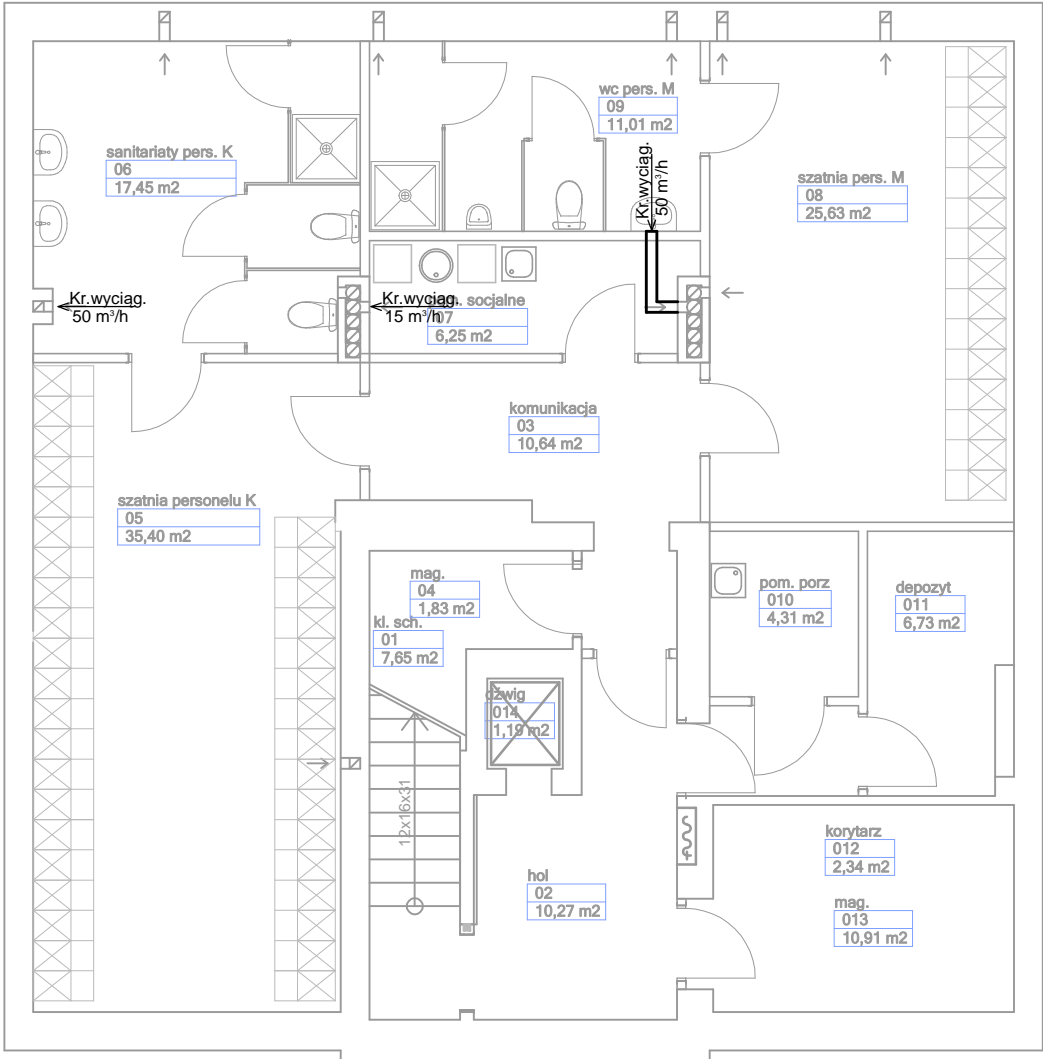 wc pers. M
09
11,01 m2
sanitariaty pers. K
06
17,45 m2
szatnia pers. M
08
25,63 m2
Kr.wyciąg.
50 m³/h
Kr.wyciąg.
50 m³/h
Kr.wyciąg.
15 m³/h
socjalne
07
6,25 m2
komunikacja
03
10,64 m2
szatnia personelu K
05
35,40 m2
mag.
04
1,83 m2
kl. sch.
01
7,65 m2
pom. porz
010
4,31 m2
depozyt
011
6,73 m2
dźwig
014
1,19 m2
12x16x31
korytarz
012
2,34 m2
hol
02
10,27 m2
mag.
013
10,91 m2